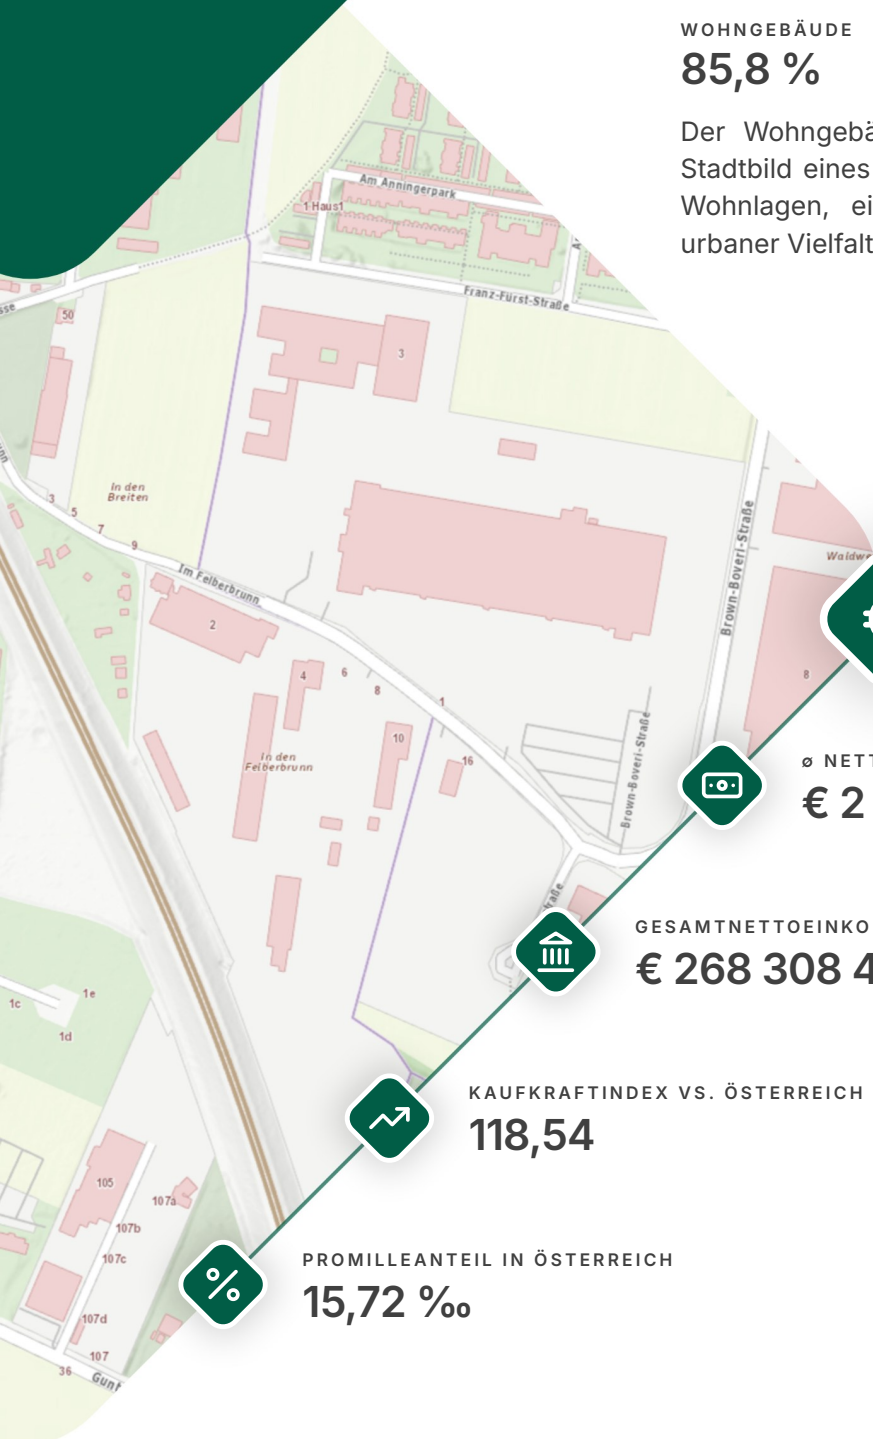 WOHNGEBÄUDE
85,8 %
Der Wohngebä
Stadtbild eines
Wohnlagen, ei
urbaner Vielfalt
Am Anningerpark
1 Haus1
Franz-Fürst-Straße
sse
50
3
In den
Breiten
3
5
7
9
Im Felberbrunn
Brown-Boveri-Straße
Waldwe
2
4
6
8
8
1
10
In den
Felberbrunn
16
Brown-Boveri-Straße
ø NETT
€ 2
raße
GESAMTNETTOEINKO
€ 268 308 4
1c
1e
1d
KAUFKRAFTINDEX VS. ÖSTERREICH
118,54
105
107a
107b
107c
PROMILLEANTEIL IN ÖSTERREICH
15,72 ‰
107d
107
36
Gunt